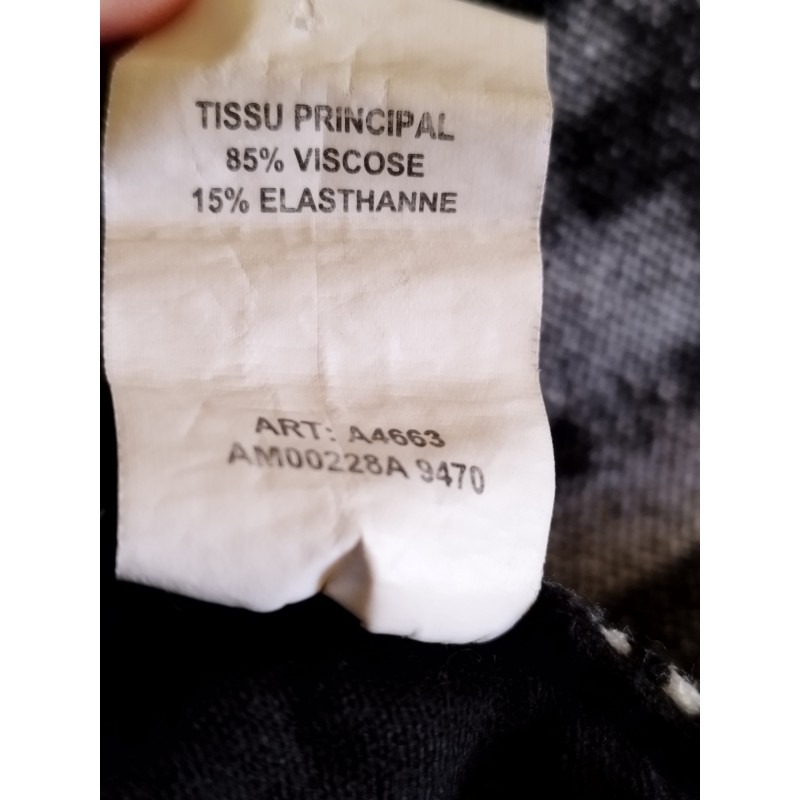 TISSU PRINCIPAL
85% VISCOSE
15% ELASTHANNE
ART: A4663
AM00228A 9470